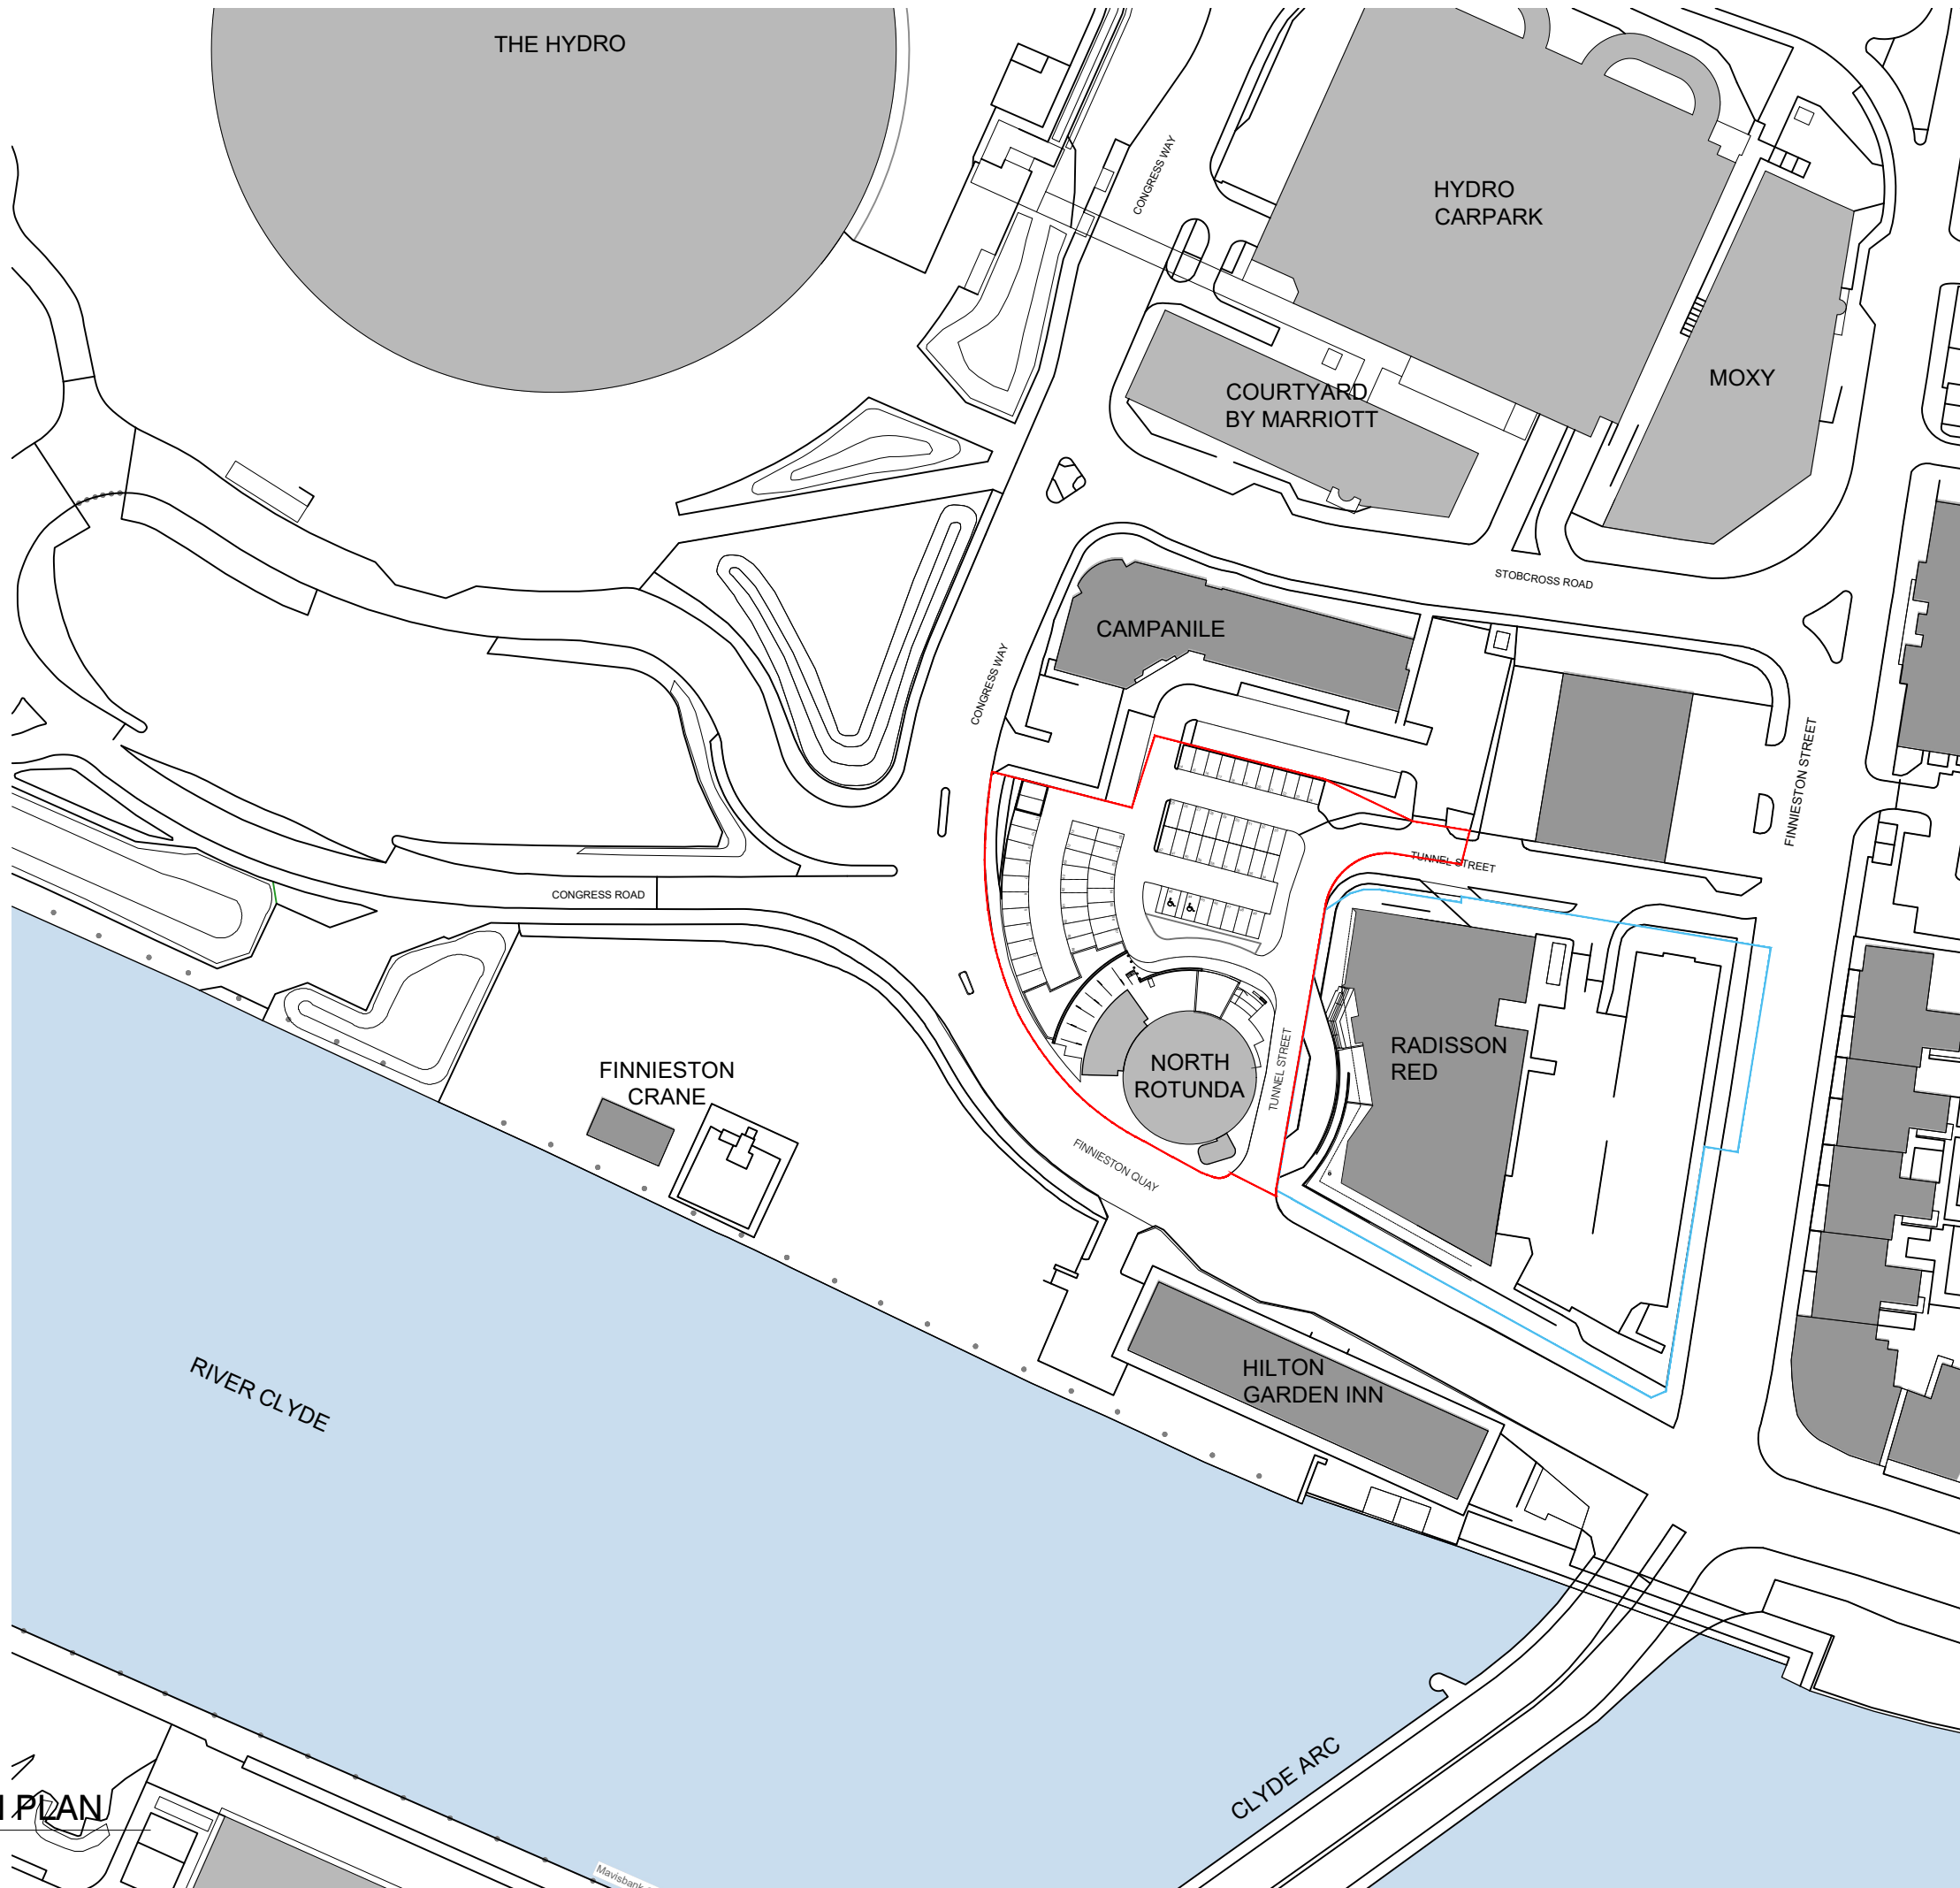 THE HYDRO
CONGRESS WAY
HYDRO
CARPARK
MOXY
COURTYARD
BY MARRIOTT
STOBCROSS ROAD
CAMPANILE
CONGRESS WAY
FINNIESTON STREET
TUNNEL STREET
CONGRESS ROAD
RADISSON
RED
NORTH
ROTUNDA
TUNNEL STREET
FINNIESTON
CRANE
FINNIESTON QUAY
HILTON
GARDEN INN
RIVER CLYDE
CLYDE ARC
PLAN
Mavisbank